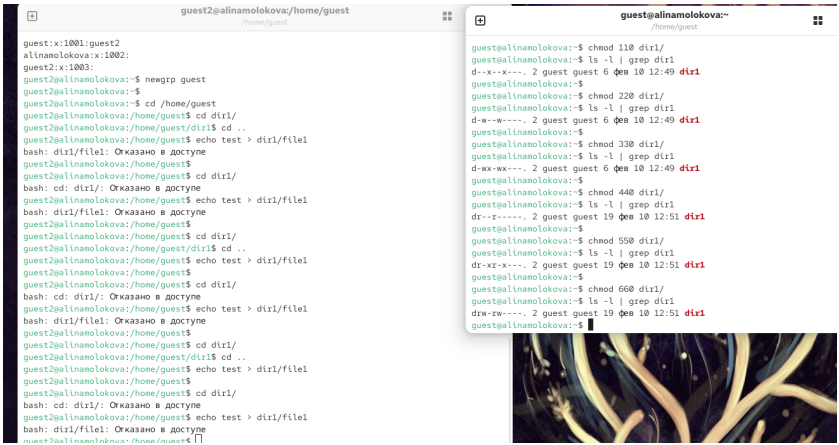 guest2@alinamolokova:/home/guest
/home/guest
guest:x:1001:guest2
alinamolokova:x:1002:
guest2:x:1003:
guest2@alinamolokova:~$ newgrp guest
guest2@alinamolokova:~$
guest2@alinamolokova:~$ cd /home/guest
guest2@alinamolokova:/home/guest$ cd dir1/
guest2@alinamolokova:/home/guest/dir1$ cd ..
guest2@alinamolokova:/home/guest$ echo test > dir1/file1
bash: dir1/file1: Отказано в доступе
guest2@alinamolokova:/home/guest$
guest2@alinamolokova:/home/guest$ cd dir1/
bash: cd: dir1/: Отказано в доступе
guest2@alinamolokova:/home/guest$ echo test > dir1/file1
bash: dir1/file1: Отказано в доступе
guest2@alinamolokova:/home/guest$
guest2@alinamolokova:/home/guest$ cd dir1/
guest2@alinamolokova:/home/guest/dir1$ cd ..
guest2@alinamolokova:/home/guest$ echo test > dir1/file1
guest2@alinamolokova:/home/guest$
guest2@alinamolokova:/home/guest$ cd dir1/
bash: cd: dir1/: Отказано в доступе
guest2@alinamolokova:/home/guest$ echo test > dir1/file1
bash: dir1/file1: Отказано в доступе
guest2@alinamolokova:/home/guest$
guest2@alinamolokova:/home/guest$ cd dir1/
guest2@alinamolokova:/home/guest/dir1$ cd ..
guest2@alinamolokova:/home/guest$ echo test > dir1/file1
guest2@alinamolokova:/home/guest$
guest2@alinamolokova:/home/guest$ cd dir1/
bash: cd: dir1/: Отказано в доступе
guest2@alinamolokova:/home/guest$ echo test > dir1/file1
bash: dir1/file1: Отказано в доступе
guest2@alinamolokova:/home/guest$
guest@alinamolokova:~
/home/guest
guest@alinamolokova:~$ chmod 110 dir1/
guest@alinamolokova:~$ ls -l | grep dir1
d--x--x---. 2 guest guest 6 фев 10 12:49 dir1
guest@alinamolokova:~$
guest@alinamolokova:~$ chmod 220 dir1/
guest@alinamolokova:~$ ls -l | grep dir1
d-w--w----. 2 guest guest 6 фев 10 12:49 dir1
guest@alinamolokova:~$
guest@alinamolokova:~$ chmod 330 dir1/
guest@alinamolokova:~$ ls -l | grep dir1
d-wx-wx---. 2 guest guest 6 фев 10 12:49 dir1
guest@alinamolokova:~$
guest@alinamolokova:~$ chmod 440 dir1/
guest@alinamolokova:~$ ls -l | grep dir1
dr--r-----. 2 guest guest 19 фев 10 12:51 dir1
guest@alinamolokova:~$
guest@alinamolokova:~$ chmod 550 dir1/
guest@alinamolokova:~$ ls -l | grep dir1
dr-xr-x---. 2 guest guest 19 фев 10 12:51 dir1
guest@alinamolokova:~$
guest@alinamolokova:~$ chmod 660 dir1/
guest@alinamolokova:~$ ls -l | grep dir1
drw-rw----. 2 guest guest 19 фев 10 12:51 dir1
guest@alinamolokova:~$